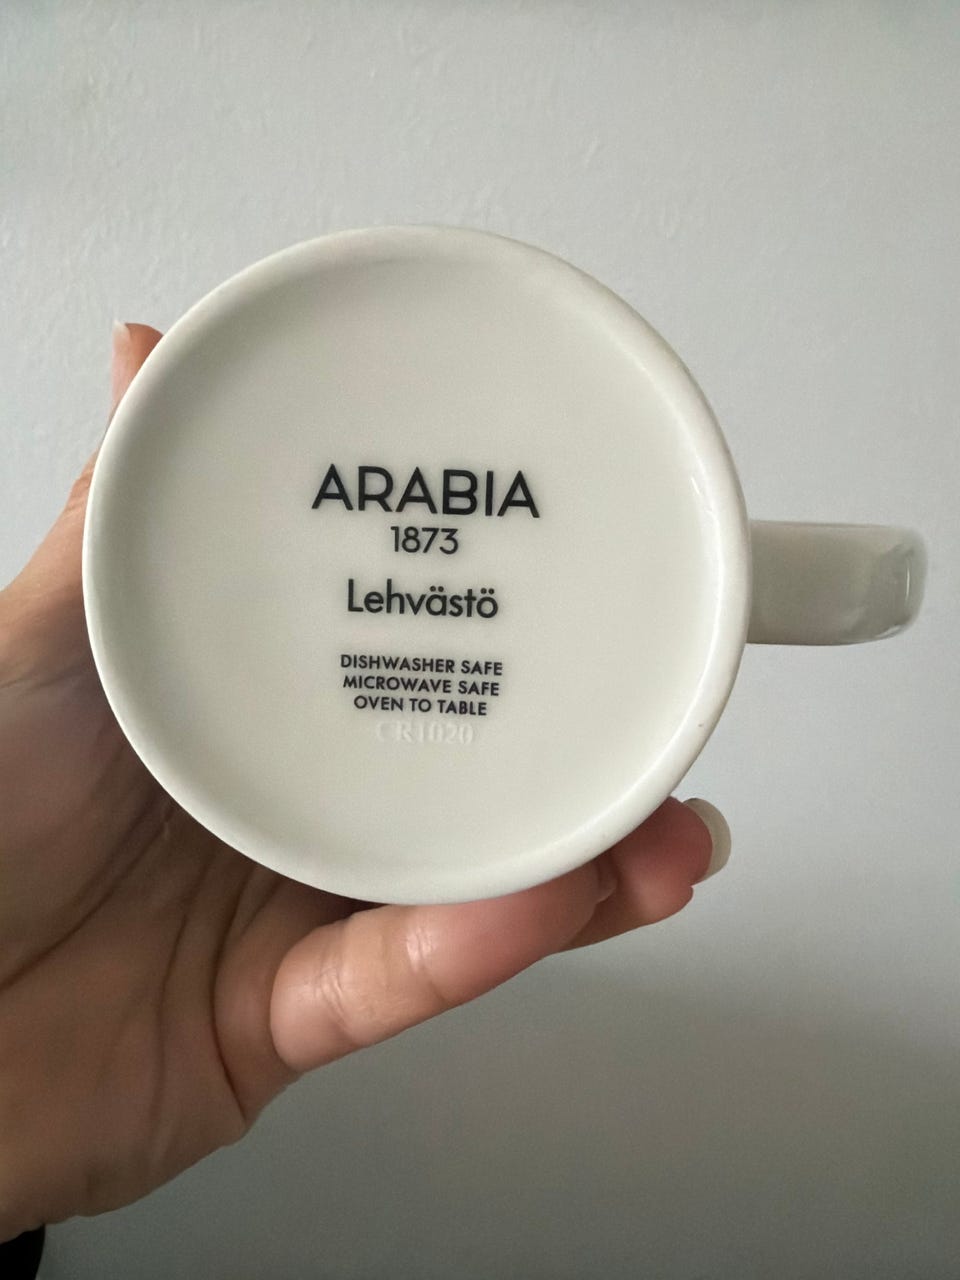 ARABIA
1873
Lehvästö
DISHWASHER SAFE
MICROWAVE SAFE
OVEN TO TABLE
CR1020